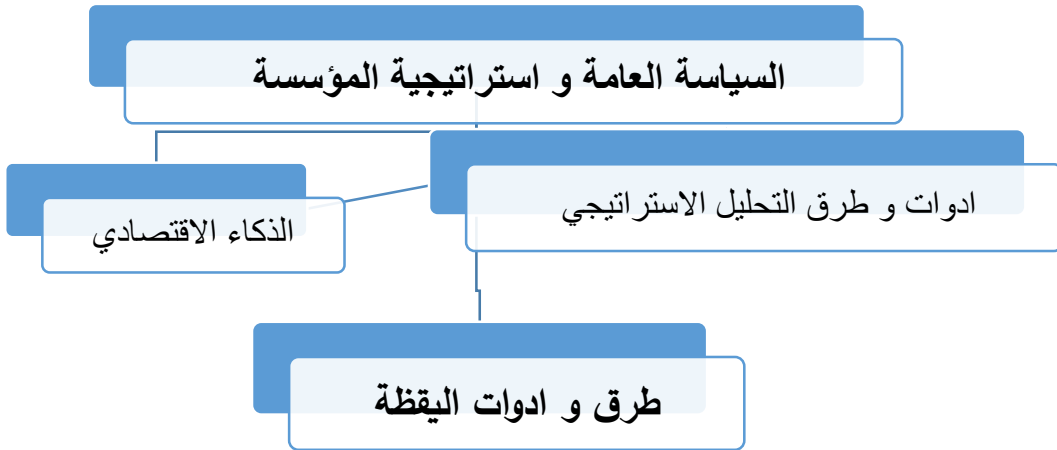 السياسة العامة و استراتيجية المؤسسة
ادوات و طرق التحليل الاستراتيجي
الذكاء الاقتصادي
طرق و ادوات اليقظة